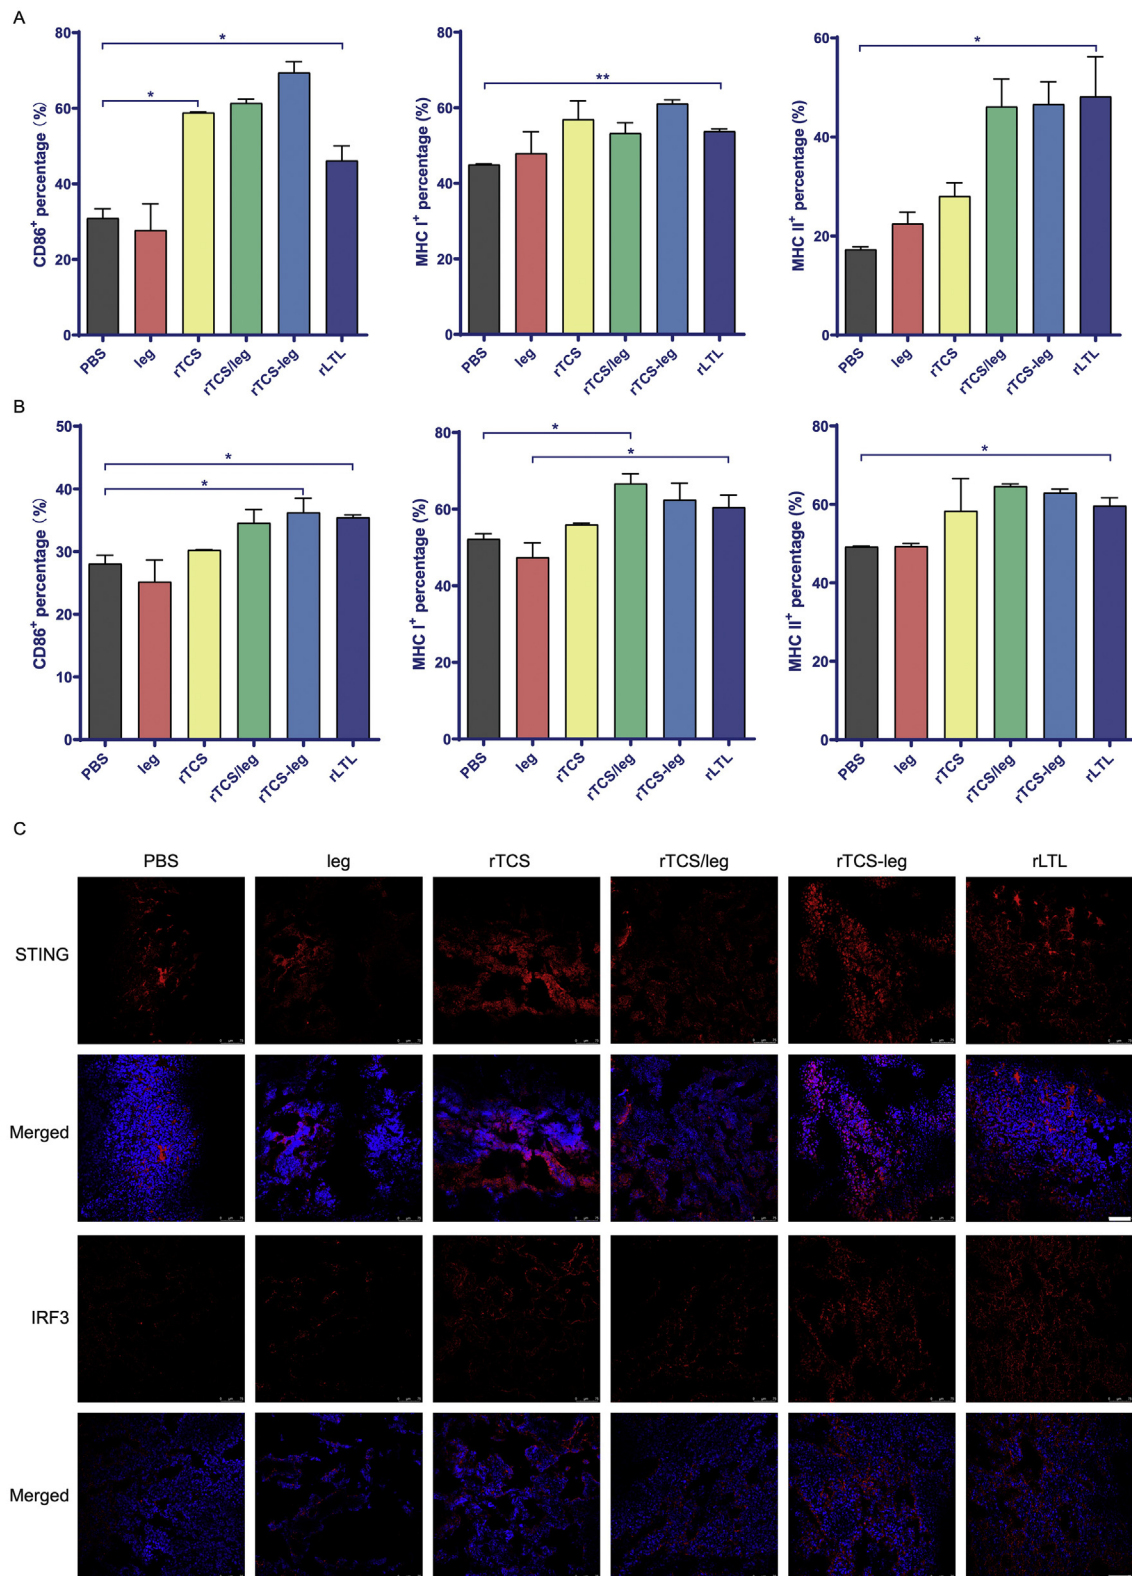 A
CD86+ percentage (%)
80
60
40
20
0
*
*
PBS
leg
rTCS
rTCS/leg
rTCS-leg
rLTL
MHC I+ percentage (%)
80
60
40
20
0
**
PBS
leg
rTCS
rTCS/leg
rTCS-leg
rLTL
MHC II+ percentage (%)
60
40
20
0
*
PBS
leg
rTCS
rTCS/leg
rTCS-leg
rLTL
B
CD86+ percentage (%)
50
40
30
20
10
0
*
*
PBS
leg
rTCS
rTCS/leg
rTCS-leg
rLTL
MHC I+ percentage (%)
80
60
40
20
0
*
*
PBS
leg
rTCS
rTCS/leg
rTCS-leg
rLTL
MHC II+ percentage (%)
80
60
40
20
0
*
PBS
leg
rTCS
rTCS/leg
rTCS-leg
rLTL
C
PBS leg rTCS rTCS/leg rTCS-leg rLTL
STING
Merged
IRF3
Merged